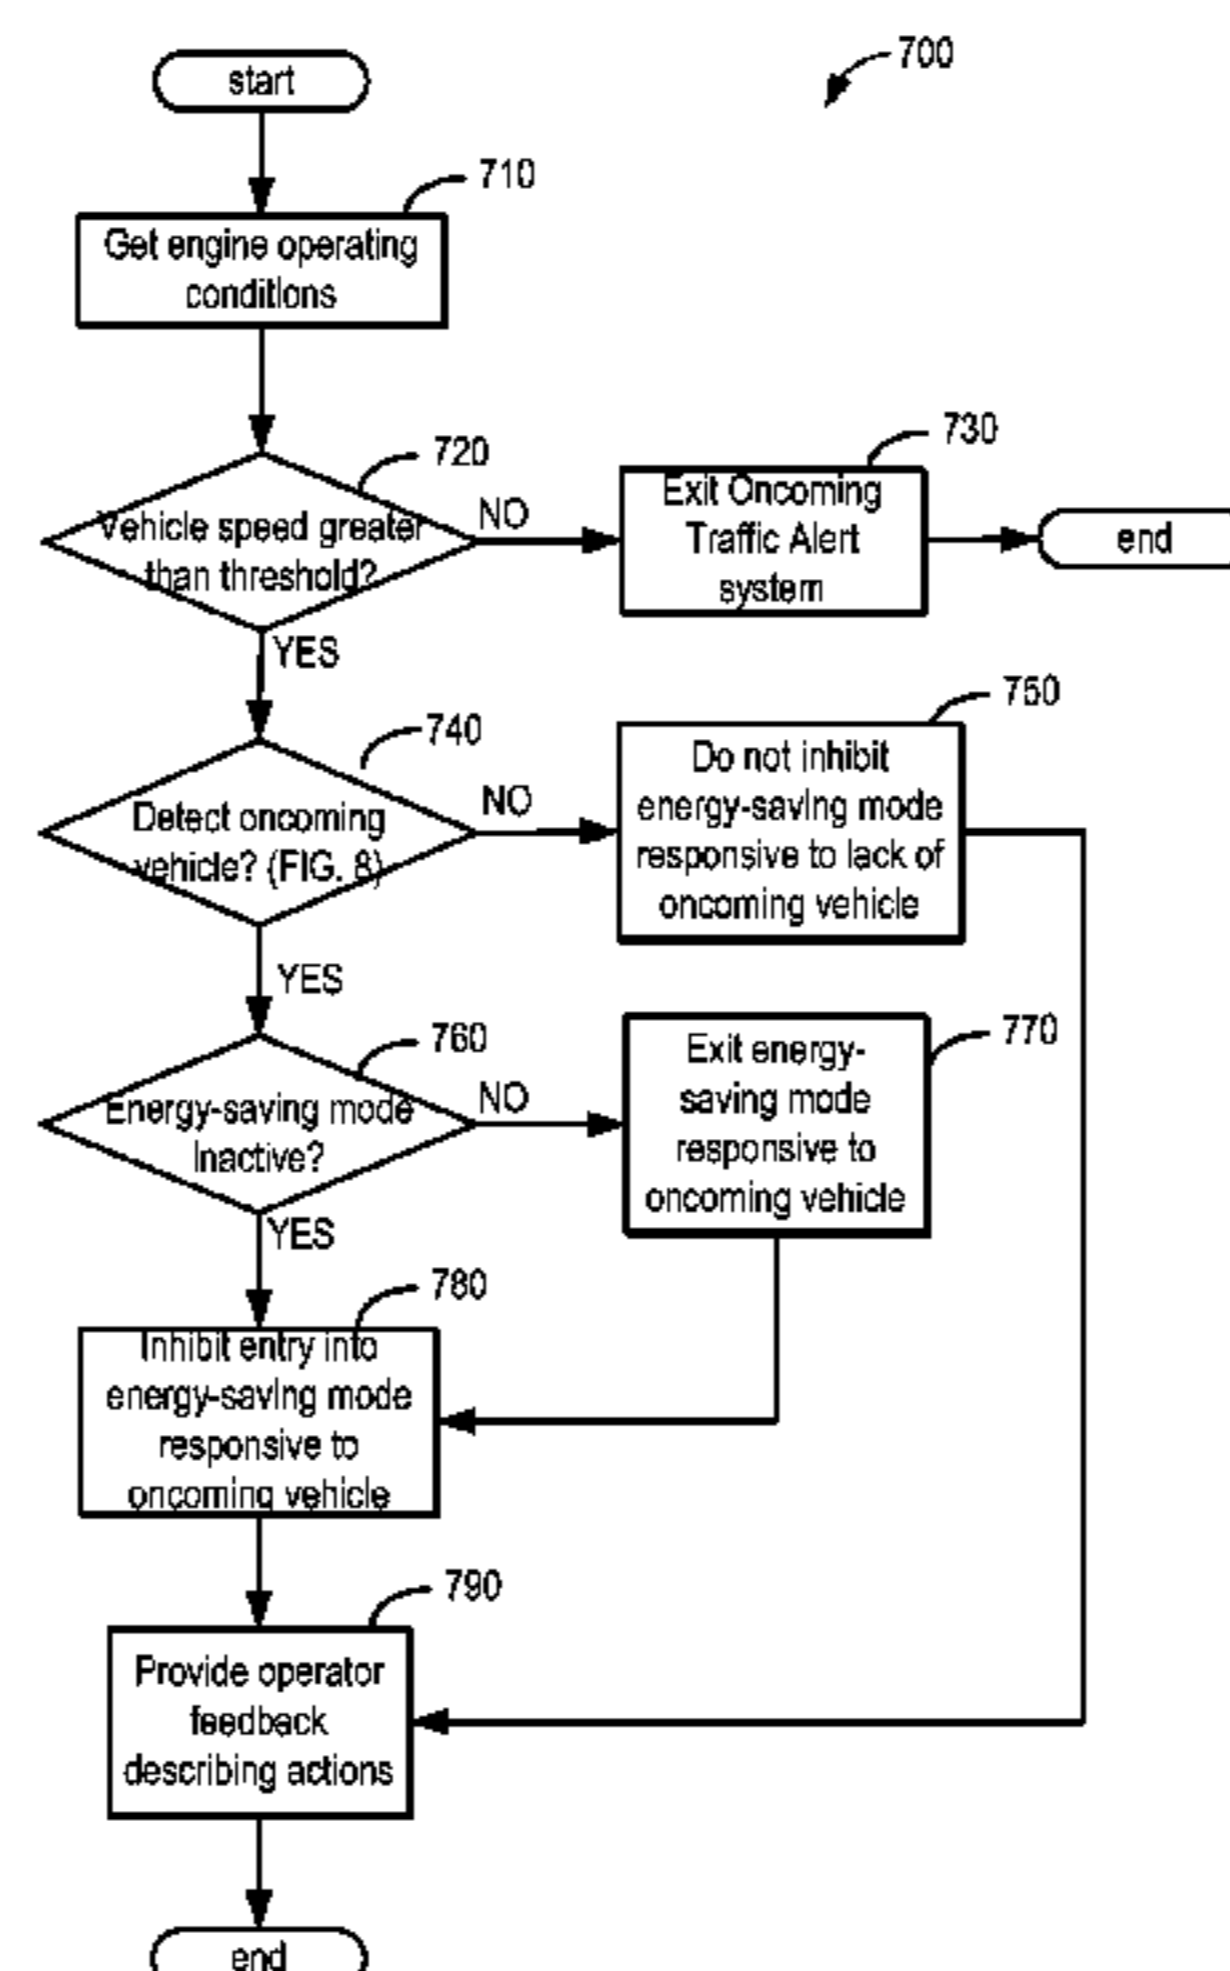 start
700
710
Get engine operating
conditions
720
Vehicle speed greater
than threshold?
NO
730
Exit Oncoming
Traffic Alert
system
end
YES
740
Detect oncoming
vehicle? (FIG. 8)
NO
750
Do not inhibit
energy-saving mode
responsive to lack of
oncoming vehicle
YES
760
Energy-saving mode
Inactive?
NO
770
Exit energy-
saving mode
responsive to
oncoming vehicle
YES
780
Inhibit entry into
energy-saving mode
responsive to
oncoming vehicle
790
Provide operator
feedback
describing actions
end